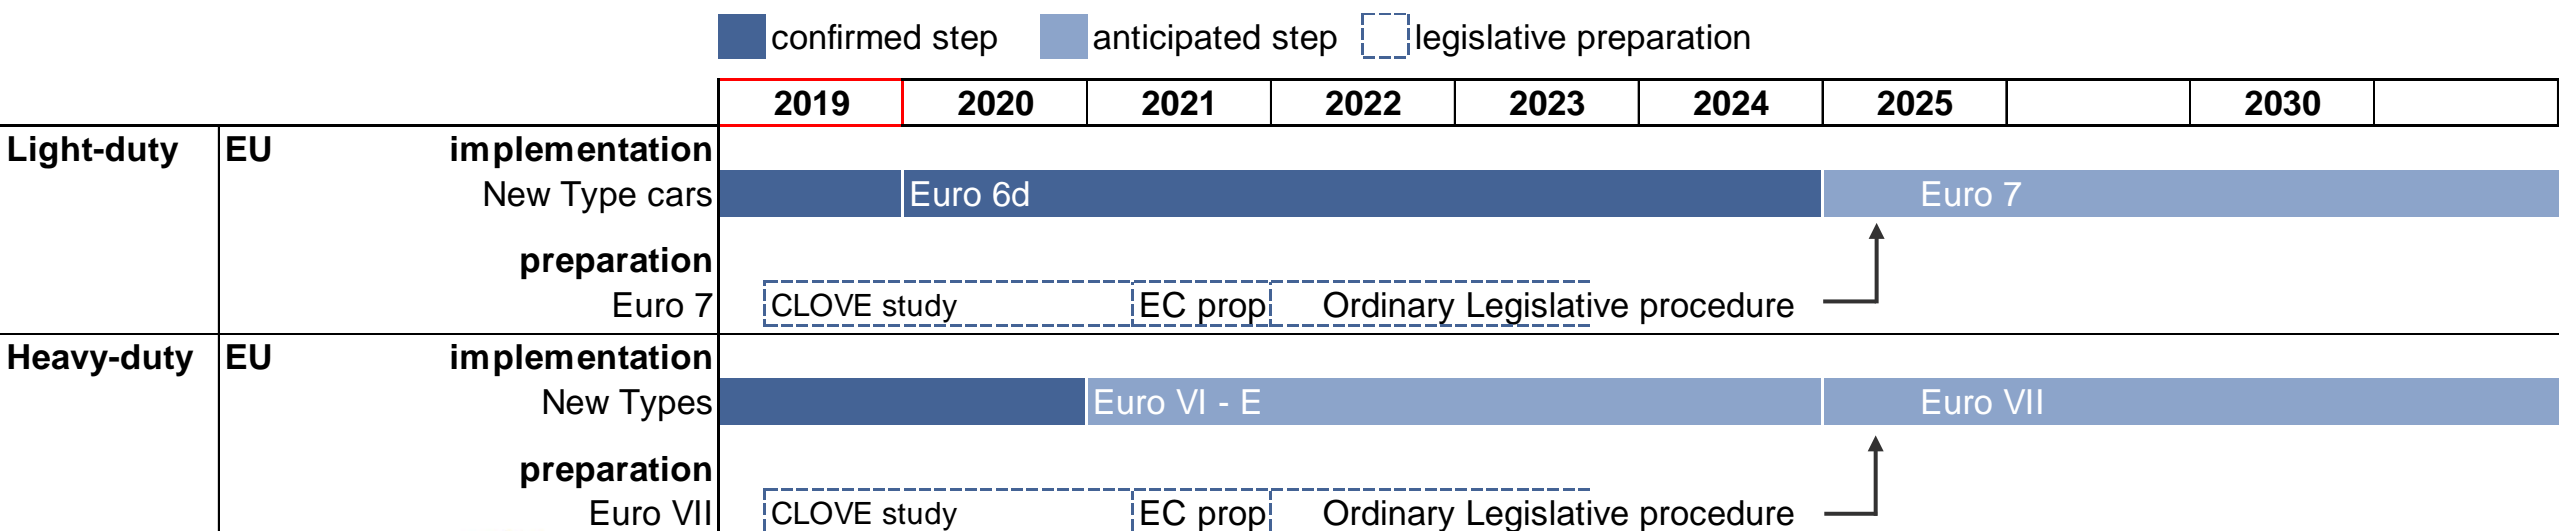 confirmed step anticipated step legislative preparation
2019 2020 2021 2022 2023 2024 2025 2030
Light-duty EU implementation
New Type cars Euro 6d Euro 7
preparation
Euro 7 CLOVE study EC prop Ordinary Legislative procedure
Heavy-duty EU implementation
New Types Euro VI - E Euro VII
preparation
Euro VII CLOVE study EC prop Ordinary Legislative procedure